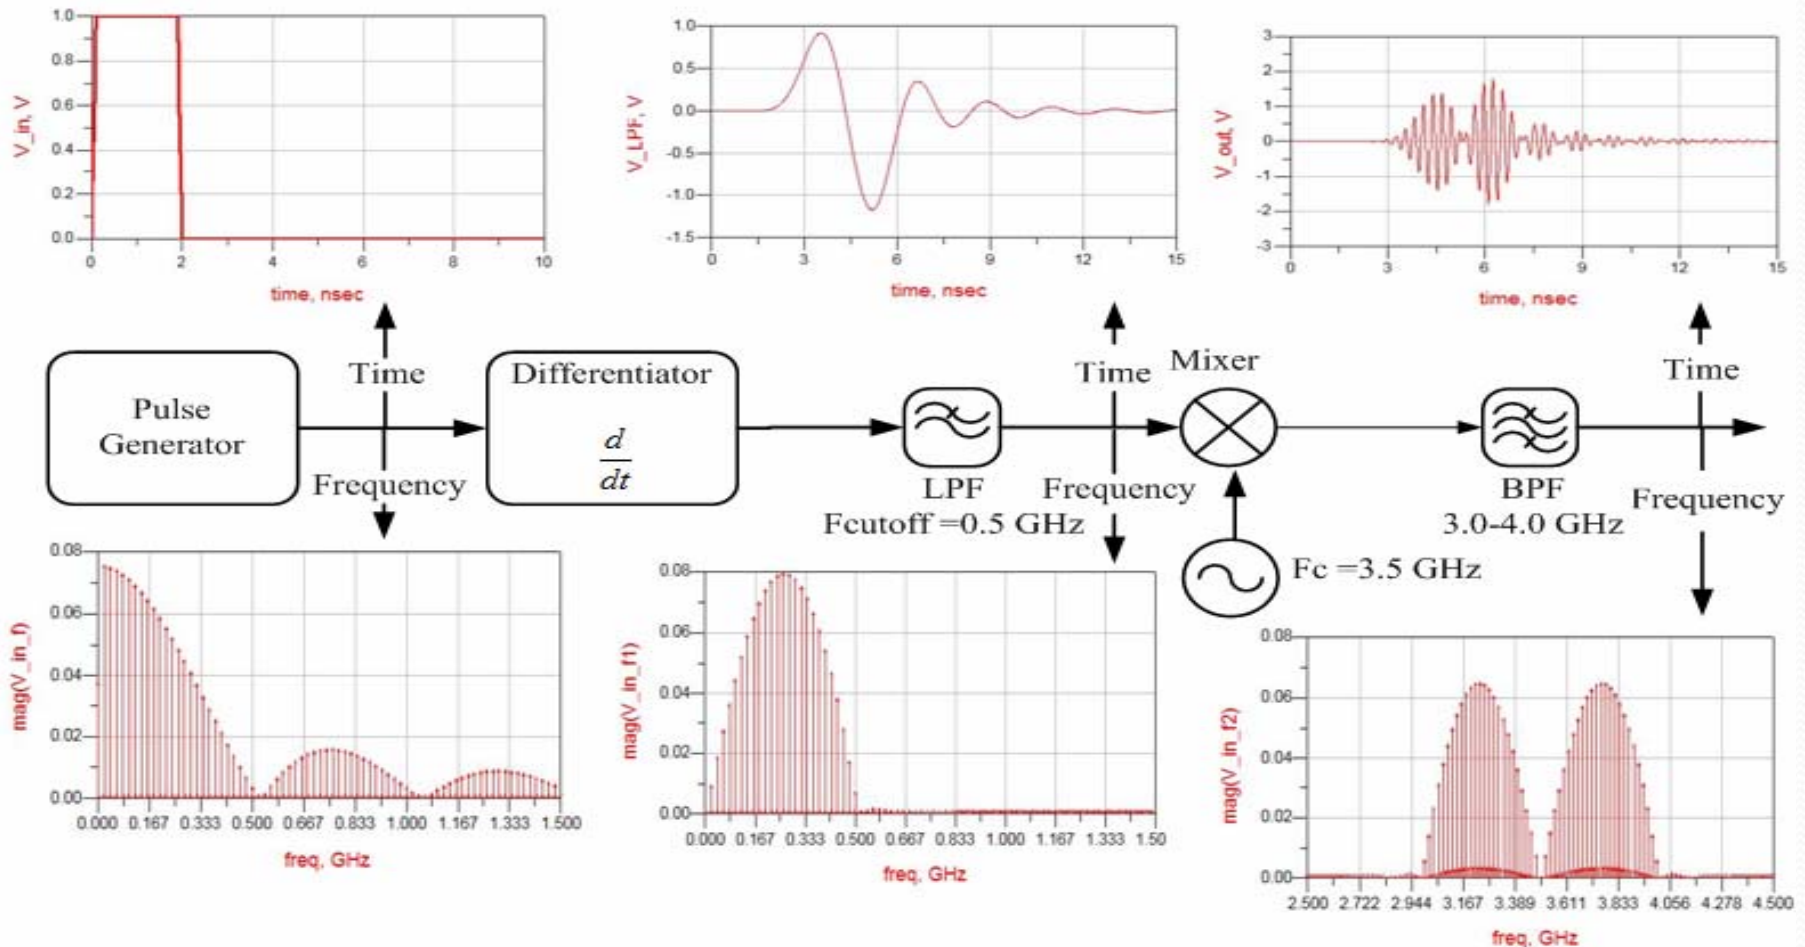 1.0
0.8
0.6
0.4
0.2
0.0
V_in, V
0 2 4 6 8 10
time, nsec
1.0
0.5
0.0
-0.5
-1.0
-1.5
V_LPF, V
0 3 6 9 12 15
time, nsec
3
2
1
0
-1
-2
-3
V_out, V
0 3 6 9 12 15
time, nsec
Pulse
Generator
Time
Frequency
Differentiator
d
dt
LPF
Fcutoff =0.5 GHz
Time
Frequency
Mixer
Fc =3.5 GHz
BPF
3.0-4.0 GHz
Time
Frequency
0.08
0.06
0.04
0.02
0.00
mag(V_in_f)
0.000 0.167 0.333 0.500 0.667 0.833 1.000 1.167 1.333 1.500
freq, GHz
0.08
0.06
0.04
0.02
0.00
mag(V_in_f1)
0.000 0.167 0.333 0.500 0.667 0.833 1.000 1.167 1.333 1.50
freq, GHz
0.08
0.06
0.04
0.02
0.00
mag(V_in_f2)
2.500 2.722 2.944 3.167 3.389 3.611 3.833 4.056 4.278 4.500
freq, GHz